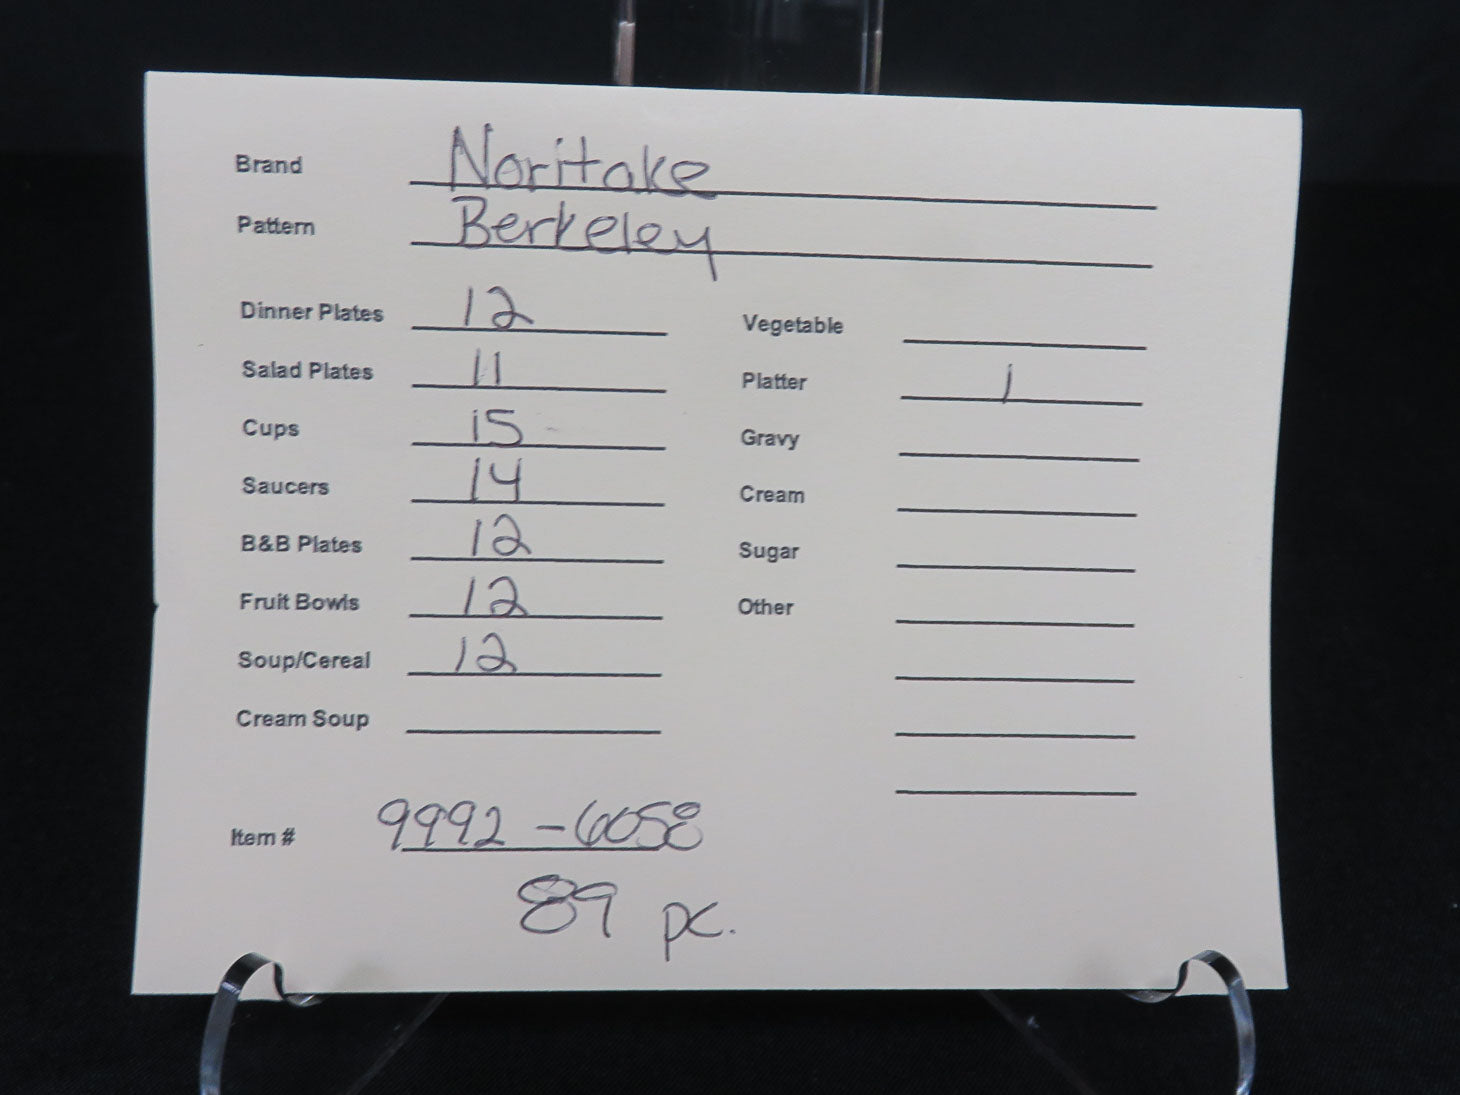 Brand Noritake
Pattern Berkeley
Dinner Plates 12
Salad Plates 11
Cups 15
Saucers 14
B&B Plates 12
Fruit Bowls 12
Soup/Cereal 12
Cream Soup
Vegetable
Platter 1
Gravy
Cream
Sugar
Other
Item # 9992-6058
89 pc.